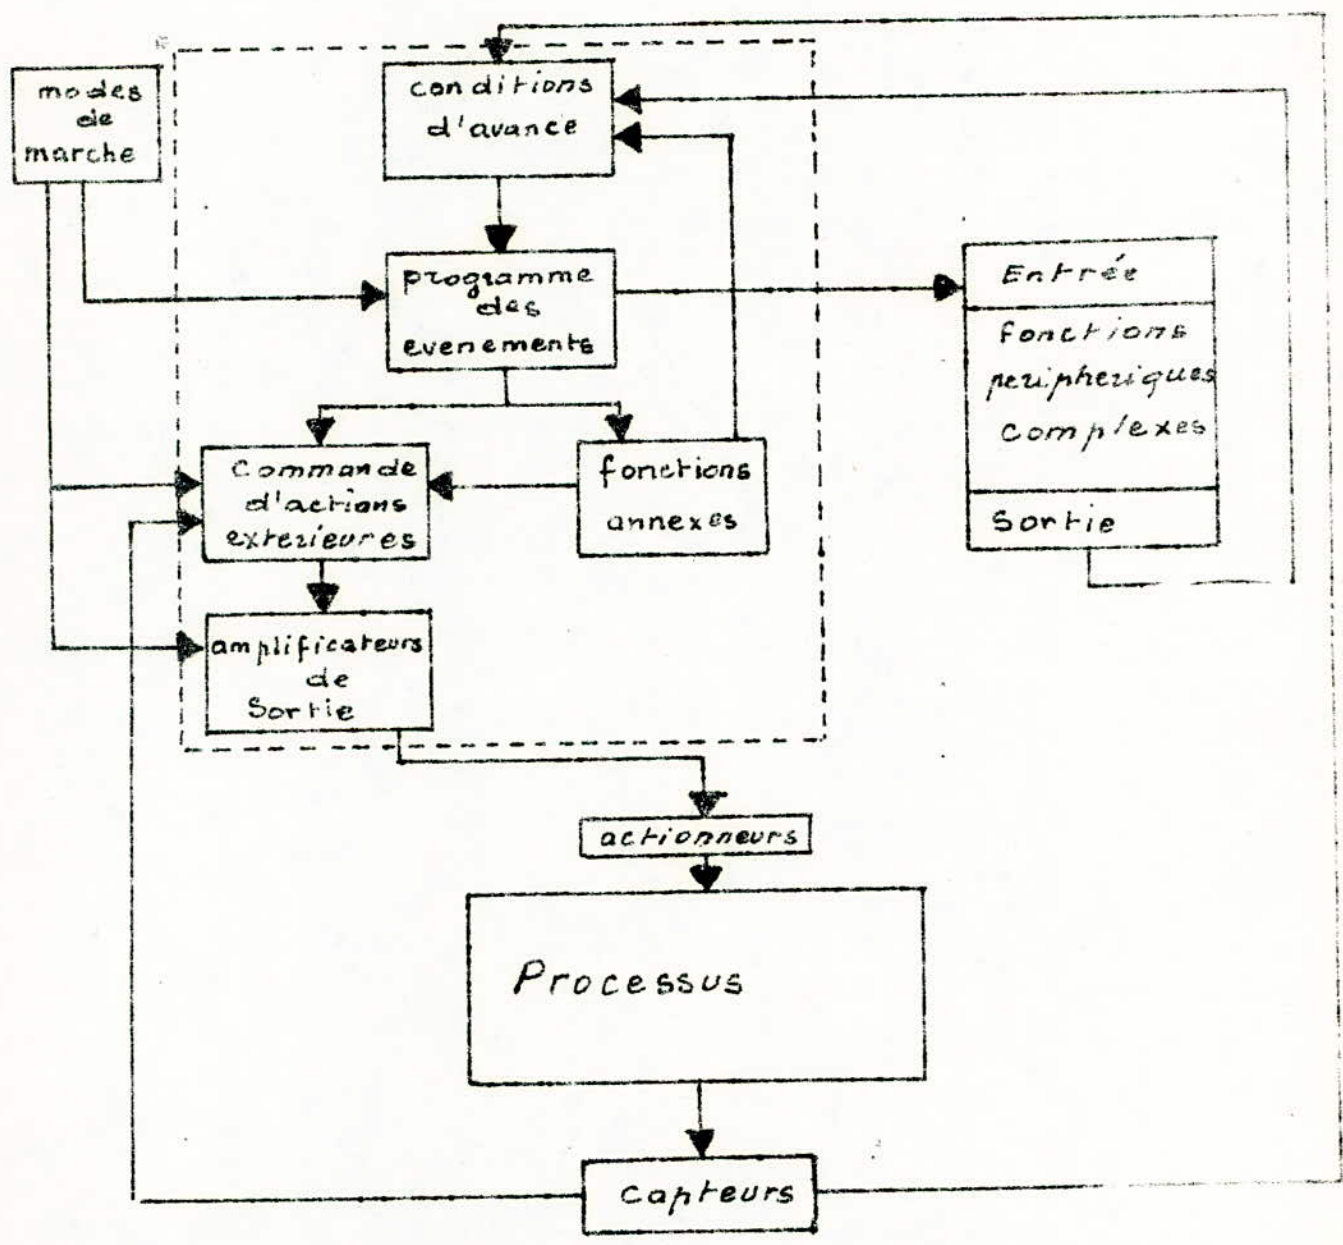 modes
de
marche
conditions
d'avance
programme
des
evenements
Entrée
fonctions
peripheriques
complexes
Sortie
Commande
d'actions
exterieures
fonctions
annexes
amplificateurs
de
Sortie
actionneurs
Processus
capteurs